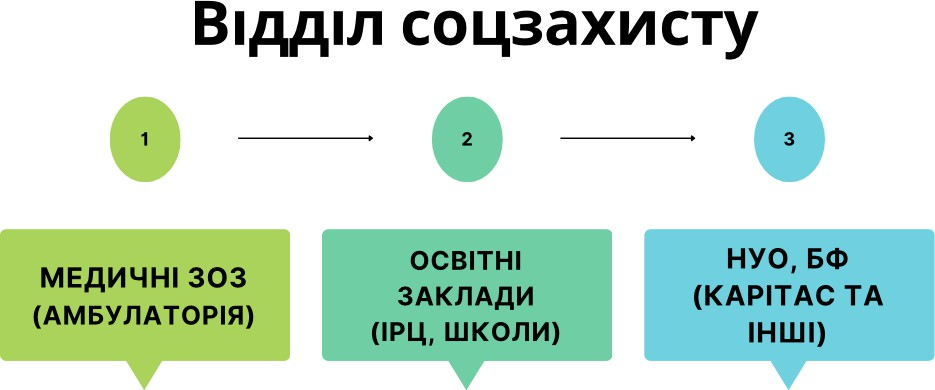 Відділ соцзахисту
1
2
3
МЕДИЧНІ ЗОЗ
(АМБУЛАТОРІЯ)
ОСВІТНІ
ЗАКЛАДИ
(ІРЦ, ШКОЛИ)
НУО, БФ
(КАРІТАС ТА
ІНШІ)